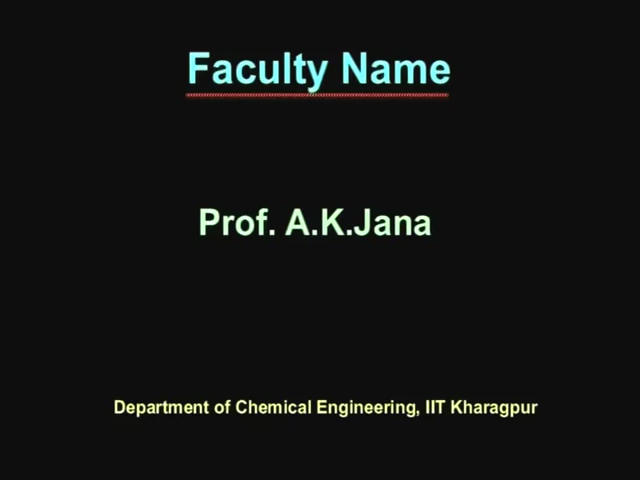 Faculty Name
Prof. A.K.Jana
Department of Chemical Engineering, IIT Kharagpur